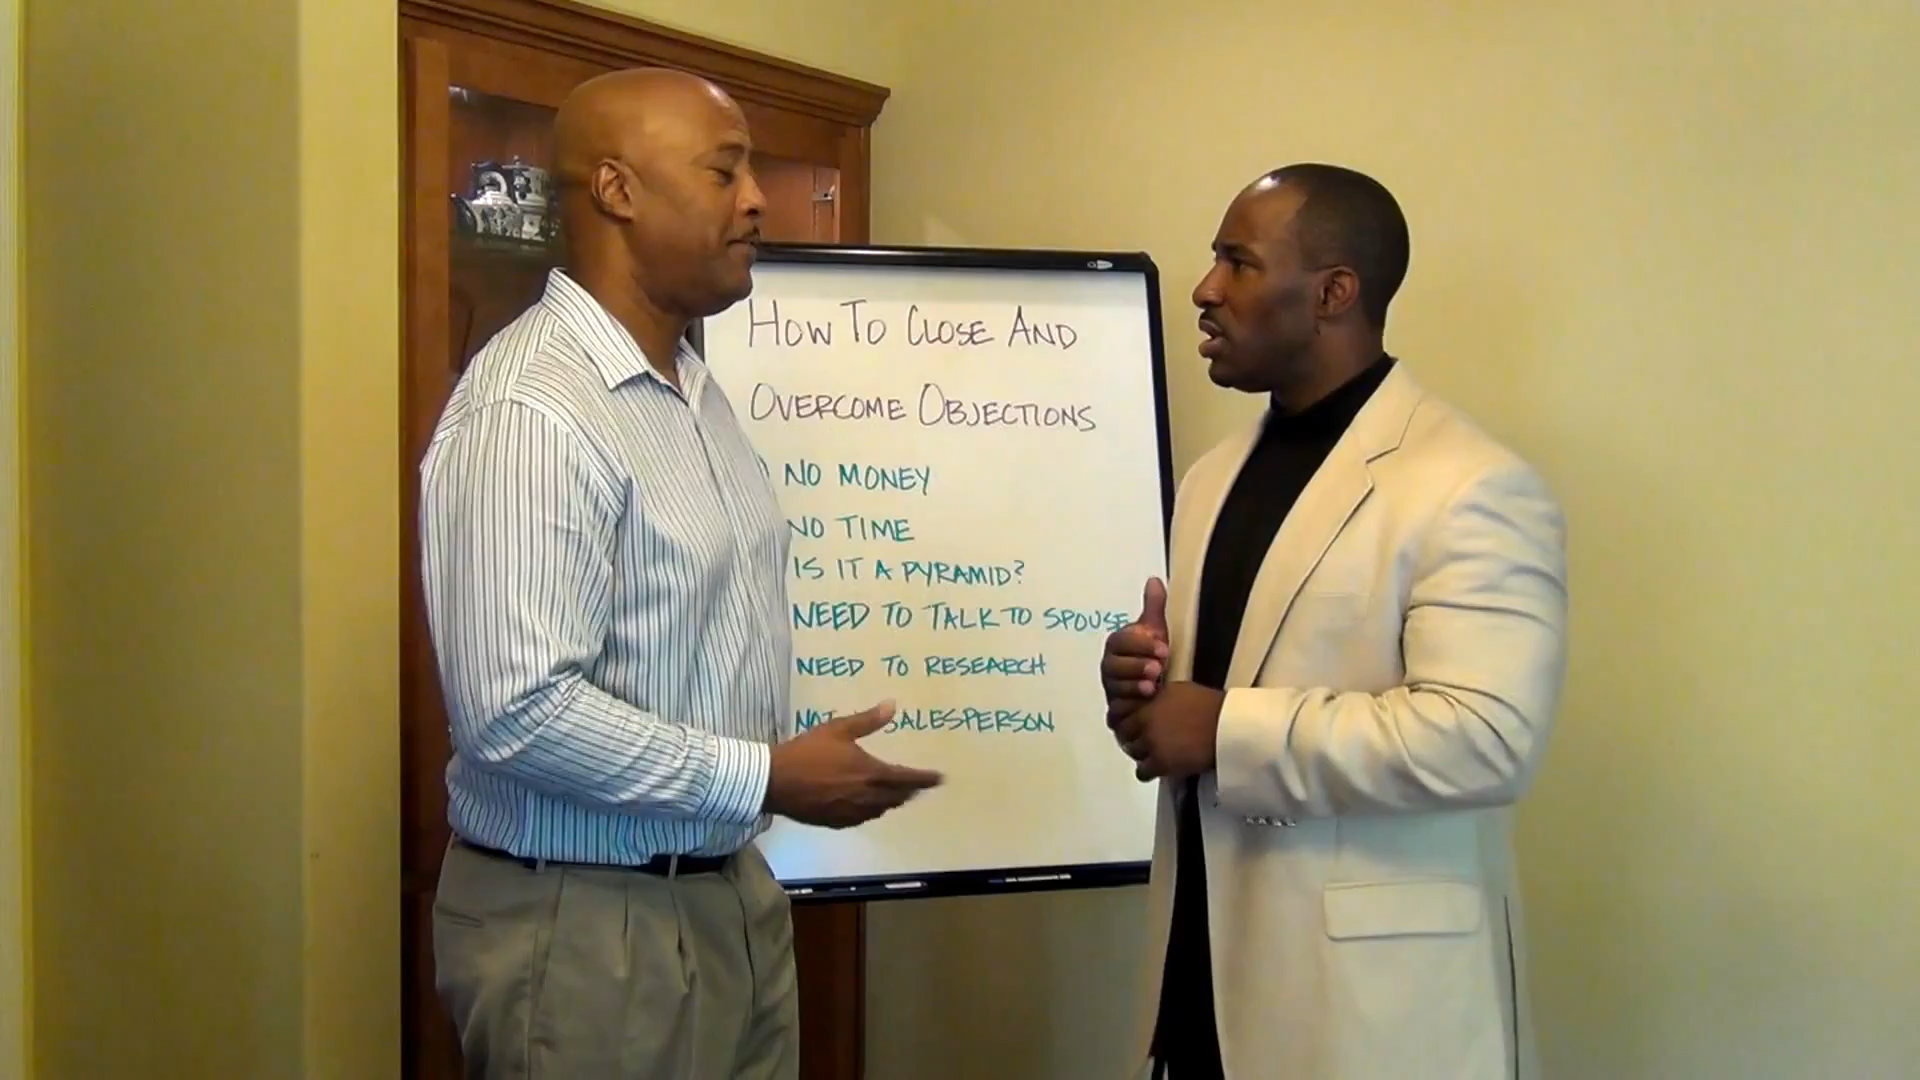 HOW TO CLOSE AND
OVERCOME OBJECTIONS
NO MONEY
NO TIME
IS IT A PYRAMID?
NEED TO TALK TO SPOUSE
NEED TO RESEARCH
NOT SALESPERSON